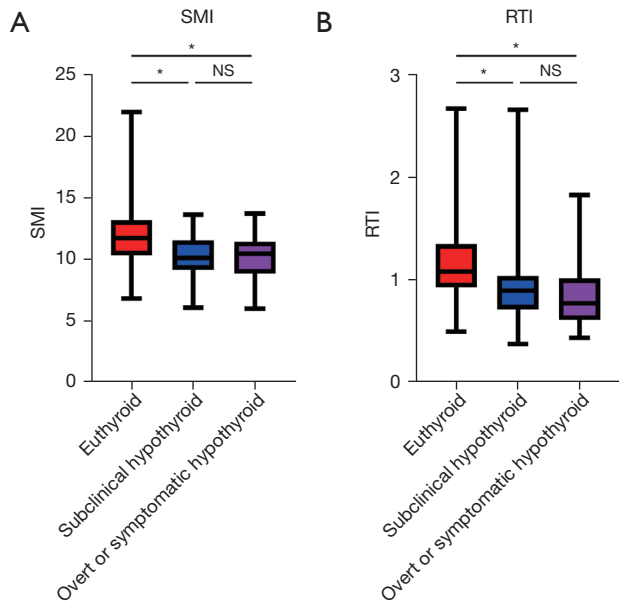 A
SMI
*
*
NS
25
20
15
10
5
0
SMI
Euthyroid
Subclinical hypothyroid
Overt or symptomatic hypothyroid
B
RTI
*
*
NS
3
2
1
0
RTI
Euthyroid
Subclinical hypothyroid
Overt or symptomatic hypothyroid